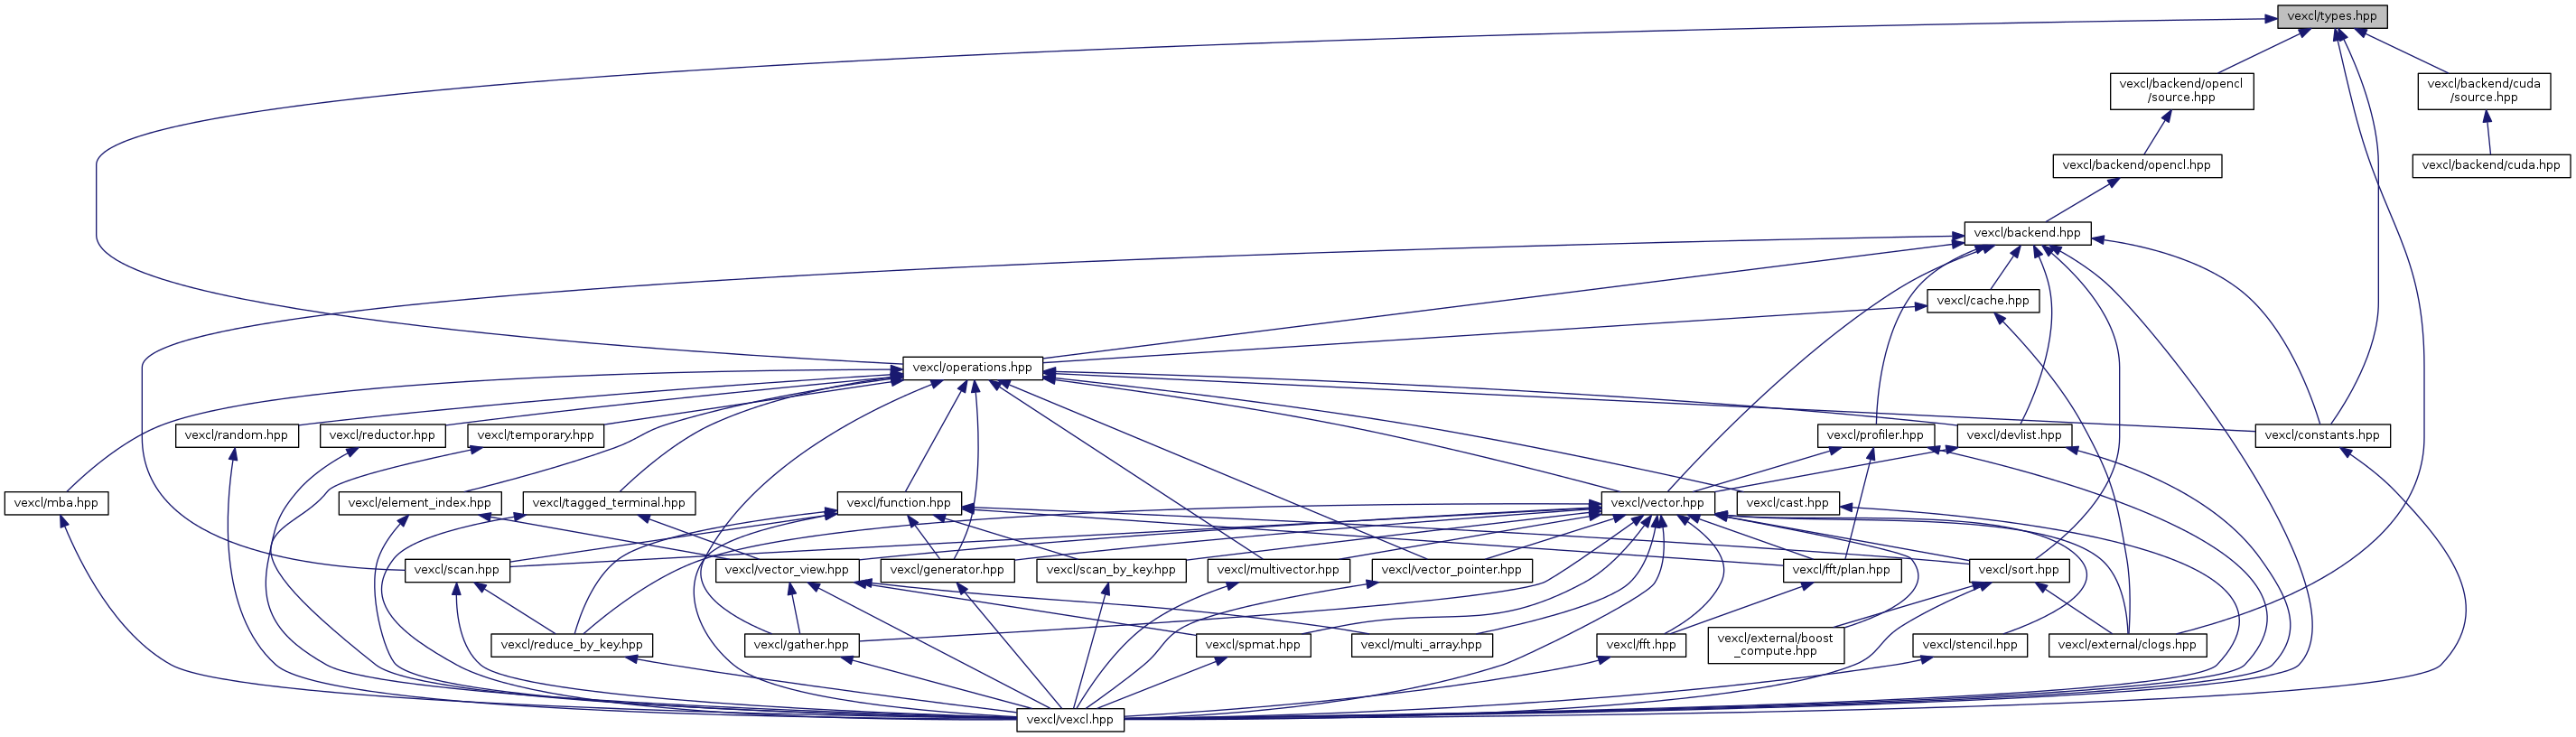 vexcl/types.hpp
vexcl/backend/opencl
/source.hpp
vexcl/backend/cuda
/source.hpp
vexcl/backend/opencl.hpp
vexcl/backend/cuda.hpp
vexcl/backend.hpp
vexcl/cache.hpp
vexcl/operations.hpp
vexcl/random.hpp
vexcl/reductor.hpp
vexcl/temporary.hpp
vexcl/profiler.hpp
vexcl/devlist.hpp
vexcl/constants.hpp
vexcl/mba.hpp
vexcl/element_index.hpp
vexcl/tagged_terminal.hpp
vexcl/function.hpp
vexcl/vector.hpp
vexcl/cast.hpp
vexcl/scan.hpp
vexcl/vector_view.hpp
vexcl/generator.hpp
vexcl/scan_by_key.hpp
vexcl/multivector.hpp
vexcl/vector_pointer.hpp
vexcl/fft/plan.hpp
vexcl/sort.hpp
vexcl/reduce_by_key.hpp
vexcl/gather.hpp
vexcl/spmat.hpp
vexcl/multi_array.hpp
vexcl/fft.hpp
vexcl/external/boost
_compute.hpp
vexcl/stencil.hpp
vexcl/external/clogs.hpp
vexcl/vexcl.hpp